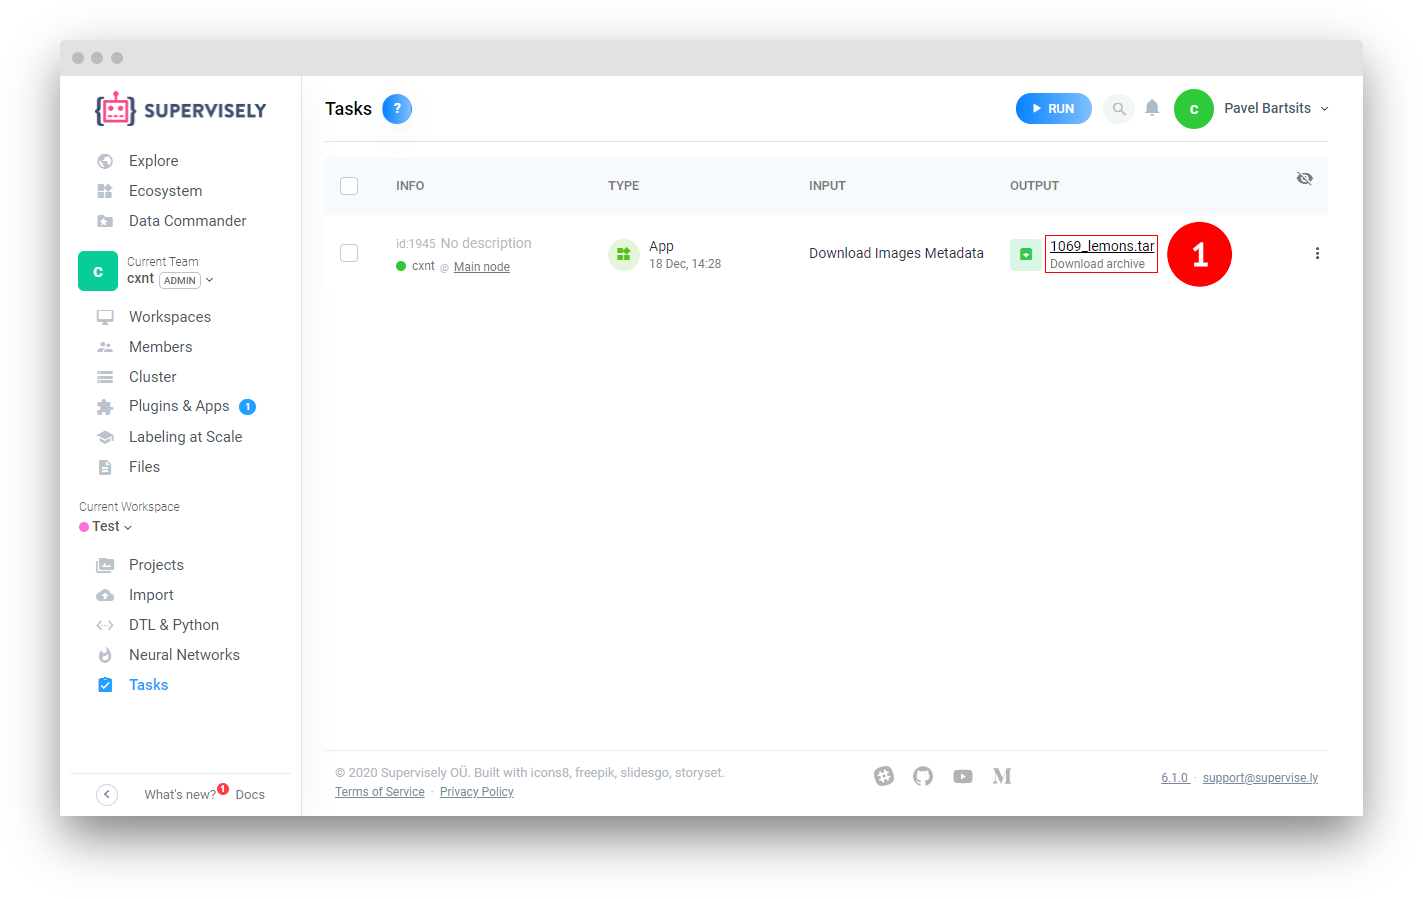 SUPERVISELY
Explore
Ecosystem
Data Commander
c
Current Team
cxnt ADMIN
Workspaces
Members
Cluster
Plugins & Apps 1
Labeling at Scale
Files
Current Workspace
Test
Projects
Import
DTL & Python
Neural Networks
Tasks
What's new? 1 Docs
Tasks ?
RUN
c
Pavel Bartsits
INFO TYPE INPUT OUTPUT
id:1945 No description
cxnt @ Main node
App
18 Dec, 14:28
Download Images Metadata
1069_lemons.tar
Download archive
1
© 2020 Supervisely OÜ. Built with icons8, freepik, slidesgo, storyset.
Terms of Service · Privacy Policy
6.1.0 · support@supervise.ly